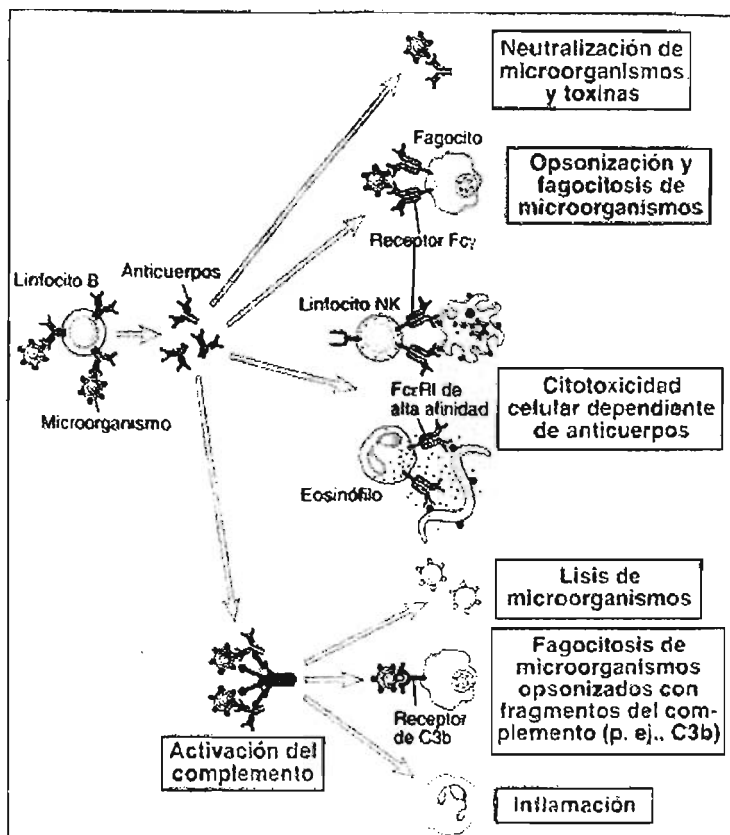 Neutralización de
microorganismos
y toxinas
Fagocito
Opsonización y
fagocitosis de
microorganismos
Receptor Fcγ
Anticuerpos
Linfocito B
Linfocito NK
Microorganismo
FcεRI de
alta afinidad
Citotoxicidad
celular dependiente
de anticuerpos
Eosinófilo
Lisis de
microorganismos
Fagocitosis de
microorganismos
opsonizados con
fragmentos del com-
plemento (p. ej., C3b)
Receptor
de C3b
Activación del
complemento
Inflamación